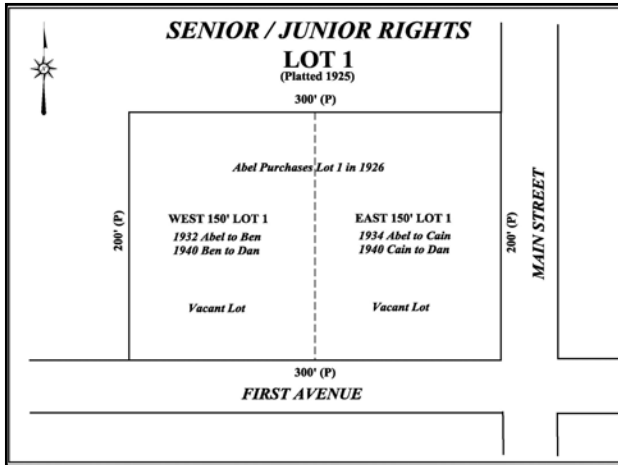 SENIOR / JUNIOR RIGHTS
LOT 1
(Platted 1925)
300' (P)
Abel Purchases Lot 1 in 1926
WEST 150' LOT 1
1932 Abel to Ben
1940 Ben to Dan
EAST 150' LOT 1
1934 Abel to Cain
1940 Cain to Dan
200' (P)
200' (P)
MAIN STREET
Vacant Lot
Vacant Lot
300' (P)
FIRST AVENUE